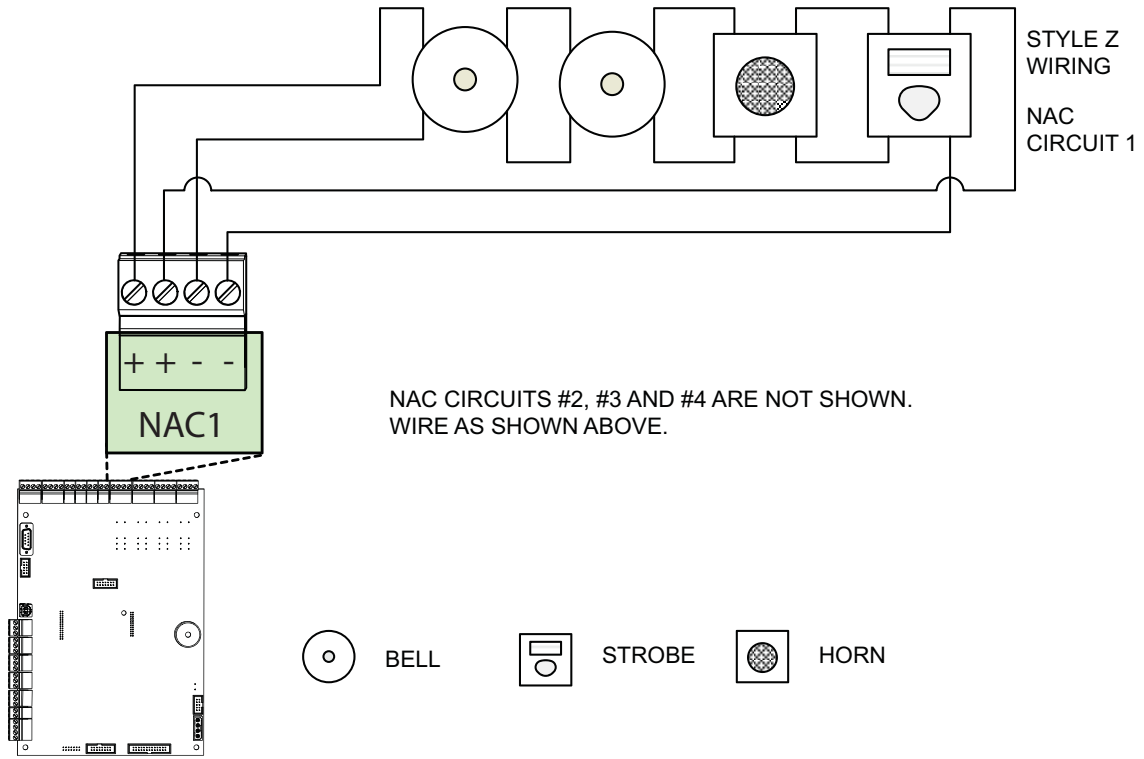 STYLE Z
WIRING
NAC
CIRCUIT 1
+ + - -
NAC1
NAC CIRCUITS #2, #3 AND #4 ARE NOT SHOWN.
WIRE AS SHOWN ABOVE.
BELL
STROBE
HORN